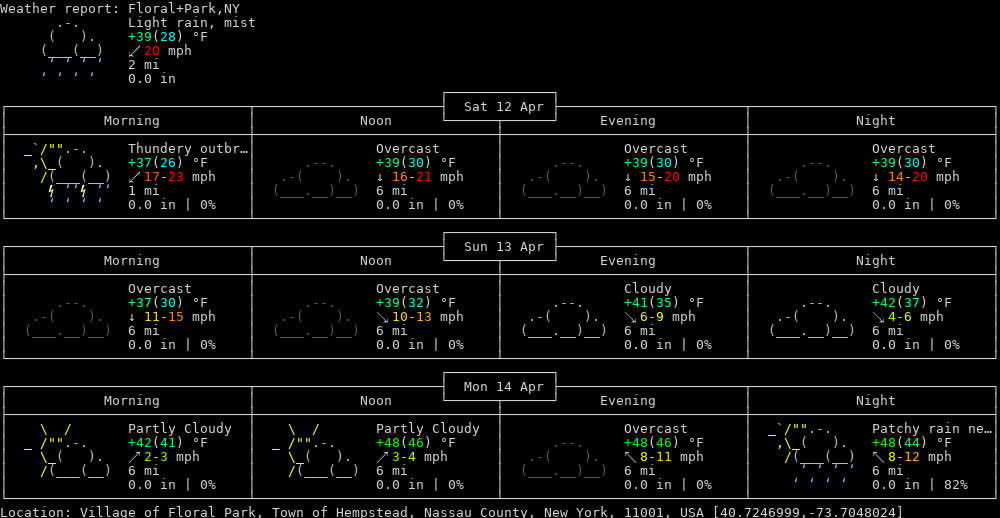 Weather report: Floral+Park,NY
Light rain, mist
+39(28) °F
↙ 20 mph
2 mi
0.0 in
Sat 12 Apr
Morning Noon Evening Night
Thundery outbr… Overcast Overcast Overcast
+37(26) °F +39(30) °F +39(30) °F +39(30) °F
↙ 17-23 mph ↓ 16-21 mph ↓ 15-20 mph ↓ 14-20 mph
1 mi 6 mi 6 mi 6 mi
0.0 in | 0% 0.0 in | 0% 0.0 in | 0% 0.0 in | 0%
Sun 13 Apr
Morning Noon Evening Night
Overcast Overcast Cloudy Cloudy
+37(30) °F +39(32) °F +41(35) °F +42(37) °F
↓ 11-15 mph ↘ 10-13 mph ↘ 6-9 mph ↘ 4-6 mph
6 mi 6 mi 6 mi 6 mi
0.0 in | 0% 0.0 in | 0% 0.0 in | 0% 0.0 in | 0%
Mon 14 Apr
Morning Noon Evening Night
Partly Cloudy Partly Cloudy Overcast Patchy rain ne…
+42(41) °F +48(46) °F +48(46) °F +48(44) °F
↗ 2-3 mph ↗ 3-4 mph ↖ 8-11 mph ↖ 8-12 mph
6 mi 6 mi 6 mi 6 mi
0.0 in | 0% 0.0 in | 0% 0.0 in | 0% 0.0 in | 82%
Location: Village of Floral Park, Town of Hempstead, Nassau County, New York, 11001, USA [40.7246999,-73.7048024]